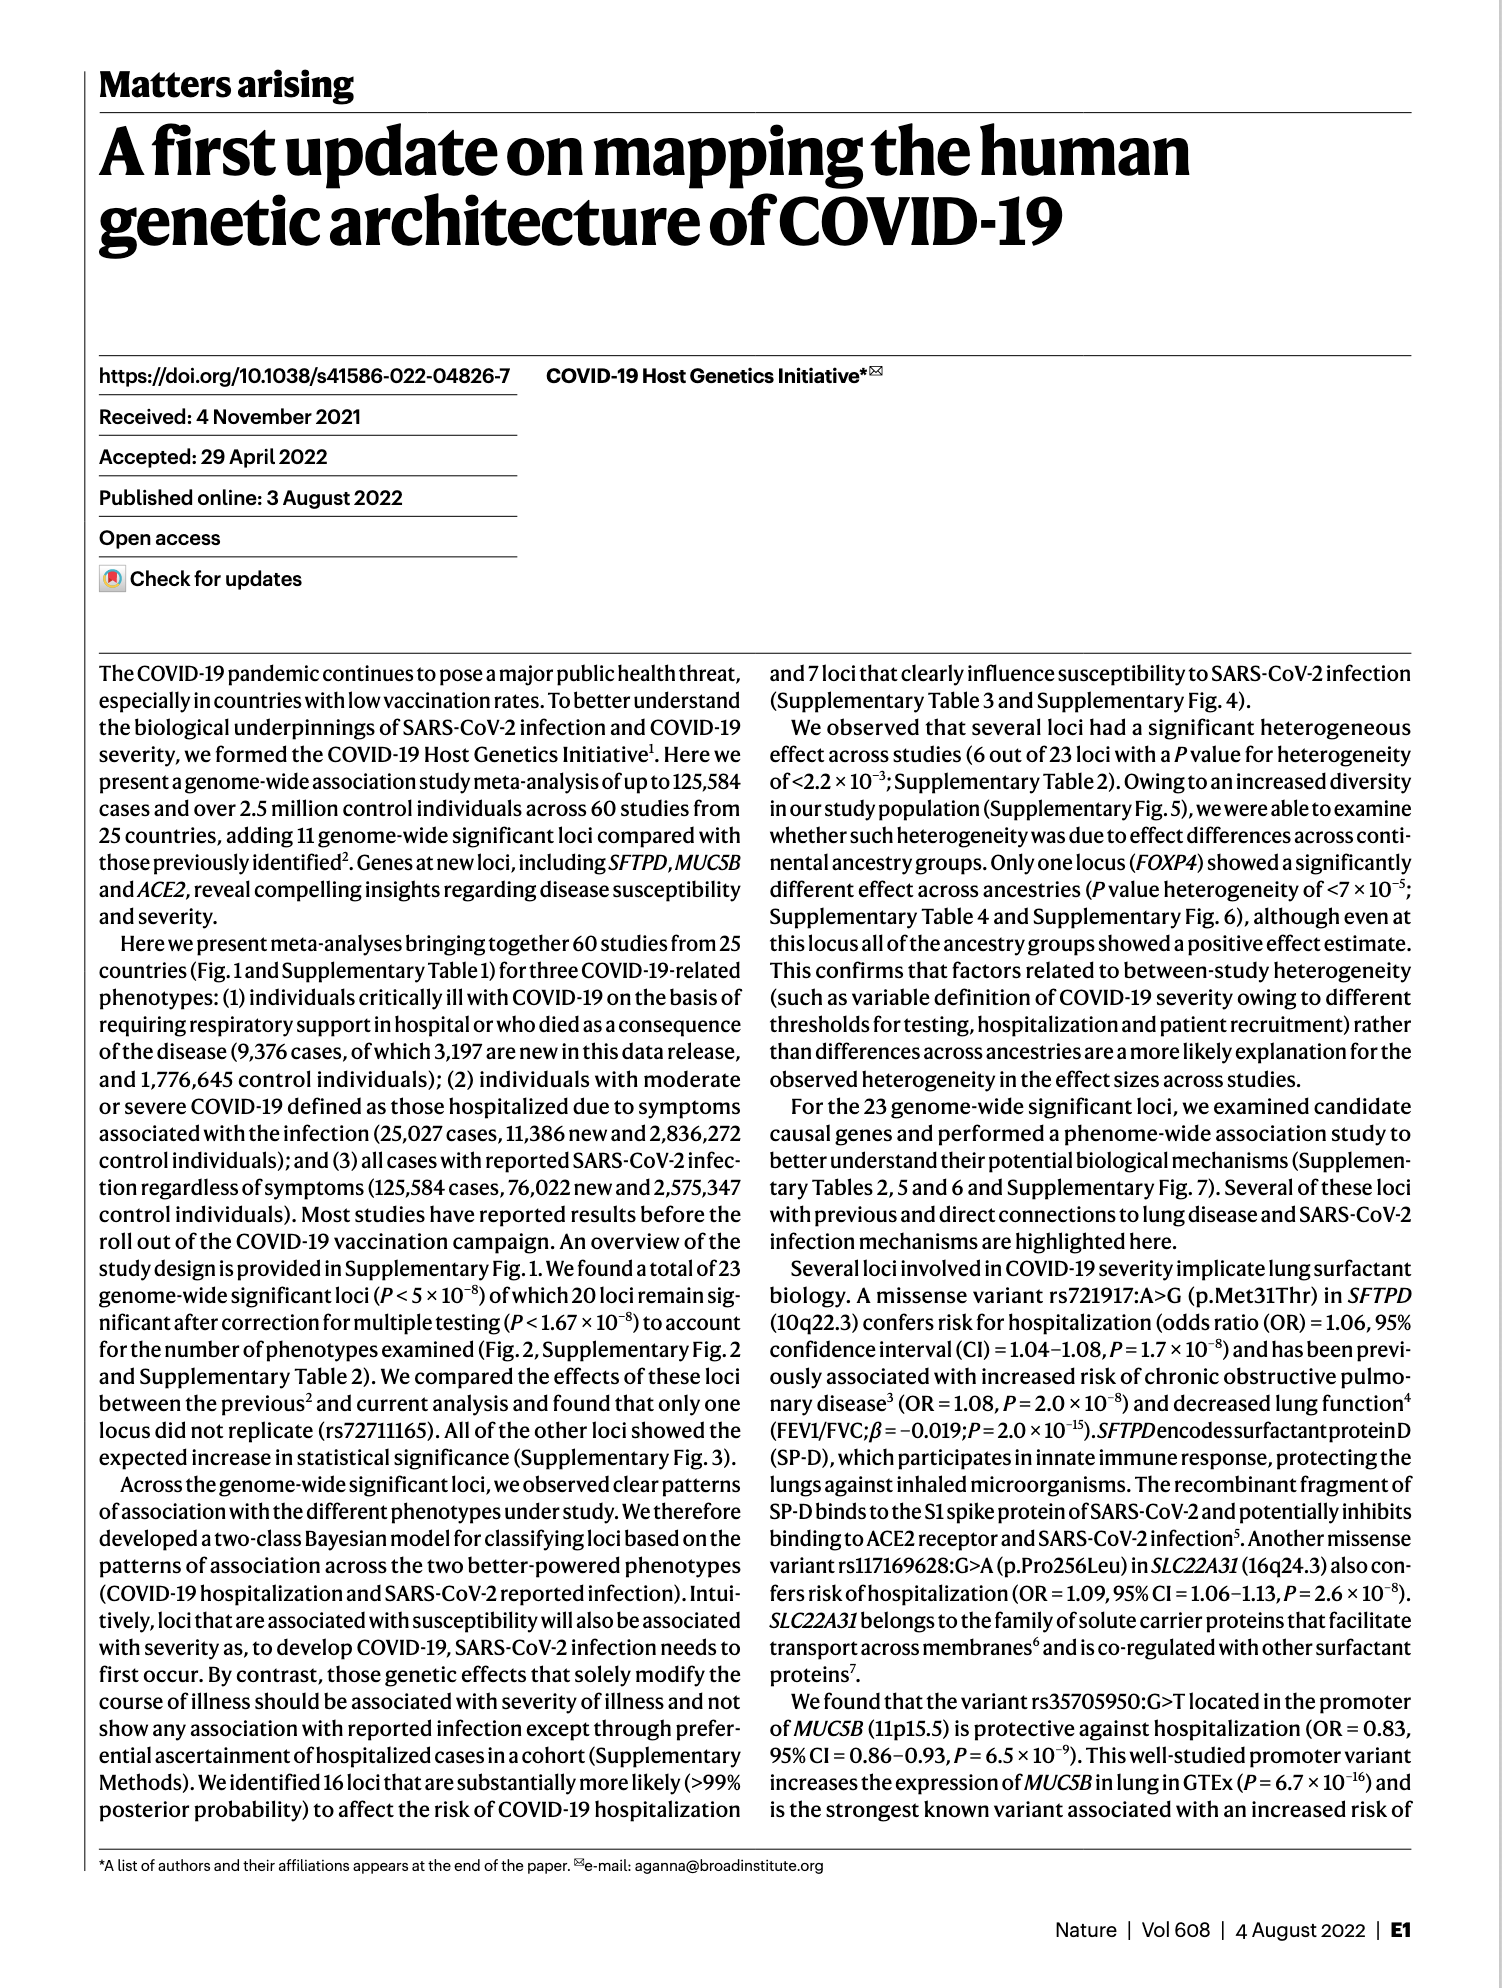 Matters arising
A first update on mapping the human
genetic architecture of COVID-19
https://doi.org/10.1038/s41586-022-04826-7
COVID-19 Host Genetics Initiative*✉
Received: 4 November 2021
Accepted: 29 April 2022
Published online: 3 August 2022
Open access
Check for updates
The COVID-19 pandemic continues to pose a major public health threat,
especially in countries with low vaccination rates. To better understand
the biological underpinnings of SARS-CoV-2 infection and COVID-19
severity, we formed the COVID-19 Host Genetics Initiative¹. Here we
present a genome-wide association study meta-analysis of up to 125,584
cases and over 2.5 million control individuals across 60 studies from
25 countries, adding 11 genome-wide significant loci compared with
those previously identified². Genes at new loci, including SFTPD, MUC5B
and ACE2, reveal compelling insights regarding disease susceptibility
and severity.
Here we present meta-analyses bringing together 60 studies from 25
countries (Fig. 1 and Supplementary Table 1) for three COVID-19-related
phenotypes: (1) individuals critically ill with COVID-19 on the basis of
requiring respiratory support in hospital or who died as a consequence
of the disease (9,376 cases, of which 3,197 are new in this data release,
and 1,776,645 control individuals); (2) individuals with moderate
or severe COVID-19 defined as those hospitalized due to symptoms
associated with the infection (25,027 cases, 11,386 new and 2,836,272
control individuals); and (3) all cases with reported SARS-CoV-2 infec-
tion regardless of symptoms (125,584 cases, 76,022 new and 2,575,347
control individuals). Most studies have reported results before the
roll out of the COVID-19 vaccination campaign. An overview of the
study design is provided in Supplementary Fig. 1. We found a total of 23
genome-wide significant loci (P < 5 × 10⁻⁸) of which 20 loci remain sig-
nificant after correction for multiple testing (P < 1.67 × 10⁻⁸) to account
for the number of phenotypes examined (Fig. 2, Supplementary Fig. 2
and Supplementary Table 2). We compared the effects of these loci
between the previous² and current analysis and found that only one
locus did not replicate (rs72711165). All of the other loci showed the
expected increase in statistical significance (Supplementary Fig. 3).
Across the genome-wide significant loci, we observed clear patterns
of association with the different phenotypes under study. We therefore
developed a two-class Bayesian model for classifying loci based on the
patterns of association across the two better-powered phenotypes
(COVID-19 hospitalization and SARS-CoV-2 reported infection). Intui-
tively, loci that are associated with susceptibility will also be associated
with severity as, to develop COVID-19, SARS-CoV-2 infection needs to
first occur. By contrast, those genetic effects that solely modify the
course of illness should be associated with severity of illness and not
show any association with reported infection except through prefer-
ential ascertainment of hospitalized cases in a cohort (Supplementary
Methods). We identified 16 loci that are substantially more likely (>99%
posterior probability) to affect the risk of COVID-19 hospitalization
and 7 loci that clearly influence susceptibility to SARS-CoV-2 infection
(Supplementary Table 3 and Supplementary Fig. 4).
We observed that several loci had a significant heterogeneous
effect across studies (6 out of 23 loci with a P value for heterogeneity
of <2.2 × 10⁻³; Supplementary Table 2). Owing to an increased diversity
in our study population (Supplementary Fig. 5), we were able to examine
whether such heterogeneity was due to effect differences across conti-
nental ancestry groups. Only one locus (FOXP4) showed a significantly
different effect across ancestries (P value heterogeneity of <7 × 10⁻⁵;
Supplementary Table 4 and Supplementary Fig. 6), although even at
this locus all of the ancestry groups showed a positive effect estimate.
This confirms that factors related to between-study heterogeneity
(such as variable definition of COVID-19 severity owing to different
thresholds for testing, hospitalization and patient recruitment) rather
than differences across ancestries are a more likely explanation for the
observed heterogeneity in the effect sizes across studies.
For the 23 genome-wide significant loci, we examined candidate
causal genes and performed a phenome-wide association study to
better understand their potential biological mechanisms (Supplemen-
tary Tables 2, 5 and 6 and Supplementary Fig. 7). Several of these loci
with previous and direct connections to lung disease and SARS-CoV-2
infection mechanisms are highlighted here.
Several loci involved in COVID-19 severity implicate lung surfactant
biology. A missense variant rs721917:A>G (p.Met31Thr) in SFTPD
(10q22.3) confers risk for hospitalization (odds ratio (OR) = 1.06, 95%
confidence interval (CI) = 1.04–1.08, P = 1.7 × 10⁻⁸) and has been previ-
ously associated with increased risk of chronic obstructive pulmo-
nary disease³ (OR = 1.08, P = 2.0 × 10⁻⁸) and decreased lung function⁴
(FEV1/FVC; β = −0.019; P = 2.0 × 10⁻¹⁵). SFTPD encodes surfactant protein D
(SP-D), which participates in innate immune response, protecting the
lungs against inhaled microorganisms. The recombinant fragment of
SP-D binds to the S1 spike protein of SARS-CoV-2 and potentially inhibits
binding to ACE2 receptor and SARS-CoV-2 infection⁵. Another missense
variant rs117169628:G>A (p.Pro256Leu) in SLC22A31 (16q24.3) also con-
fers risk of hospitalization (OR = 1.09, 95% CI = 1.06–1.13, P = 2.6 × 10⁻⁸).
SLC22A31 belongs to the family of solute carrier proteins that facilitate
transport across membranes⁶ and is co-regulated with other surfactant
proteins⁷.
We found that the variant rs35705950:G>T located in the promoter
of MUC5B (11p15.5) is protective against hospitalization (OR = 0.83,
95% CI = 0.86–0.93, P = 6.5 × 10⁻⁹). This well-studied promoter variant
increases the expression of MUC5B in lung in GTEx (P = 6.7 × 10⁻¹⁶) and
is the strongest known variant associated with an increased risk of
*A list of authors and their affiliations appears at the end of the paper. ✉e-mail: aganna@broadinstitute.org
Nature | Vol 608 | 4 August 2022 | E1